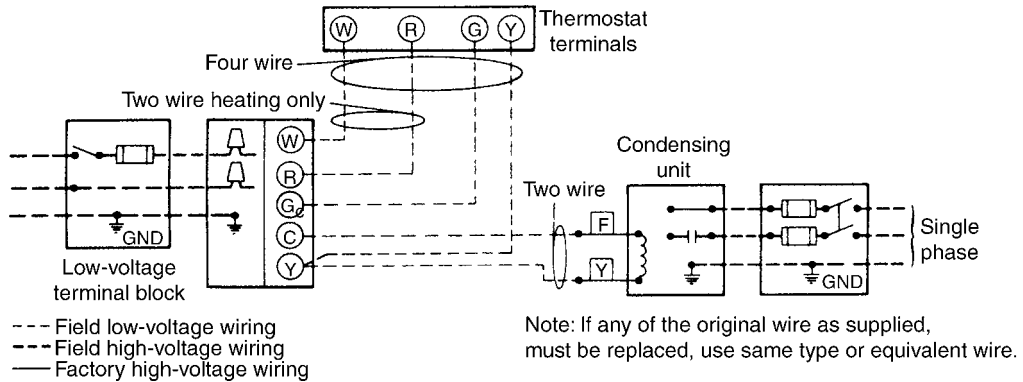 W R G Y
Thermostat
terminals
Four wire
Two wire heating only
W
R
Gc
C
Y
GND
Low-voltage
terminal block
Two wire
F
Y
Condensing
unit
GND
Single
phase
Field low-voltage wiring
Field high-voltage wiring
Factory high-voltage wiring
Note: If any of the original wire as supplied,
must be replaced, use same type or equivalent wire.